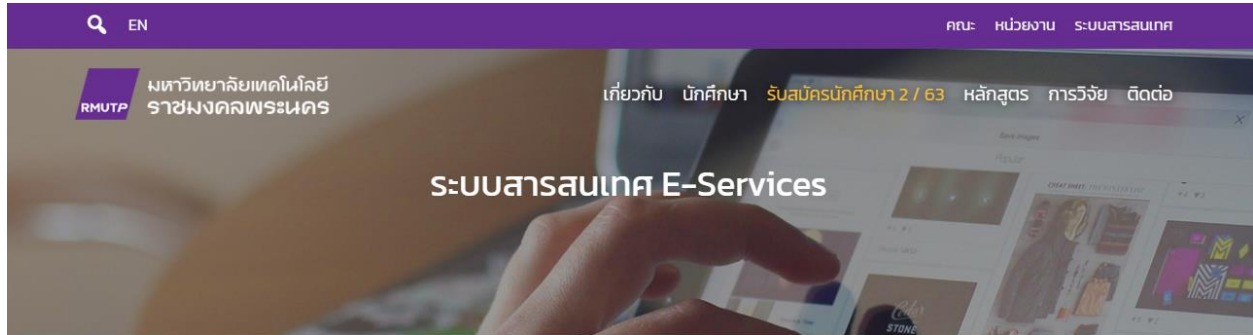 EN
คณะ หน่วยงาน ระบบสารสนเทศ
RMUTP
มหาวิทยาลัยเทคโนโลยี
ราชมงคลพระนคร
เกี่ยวกับ นักศึกษา รับสมัครนักศึกษา 2 / 63 หลักสูตร การวิจัย ติดต่อ
ระบบสารสนเทศ E-Services
Popular
Color
STONE